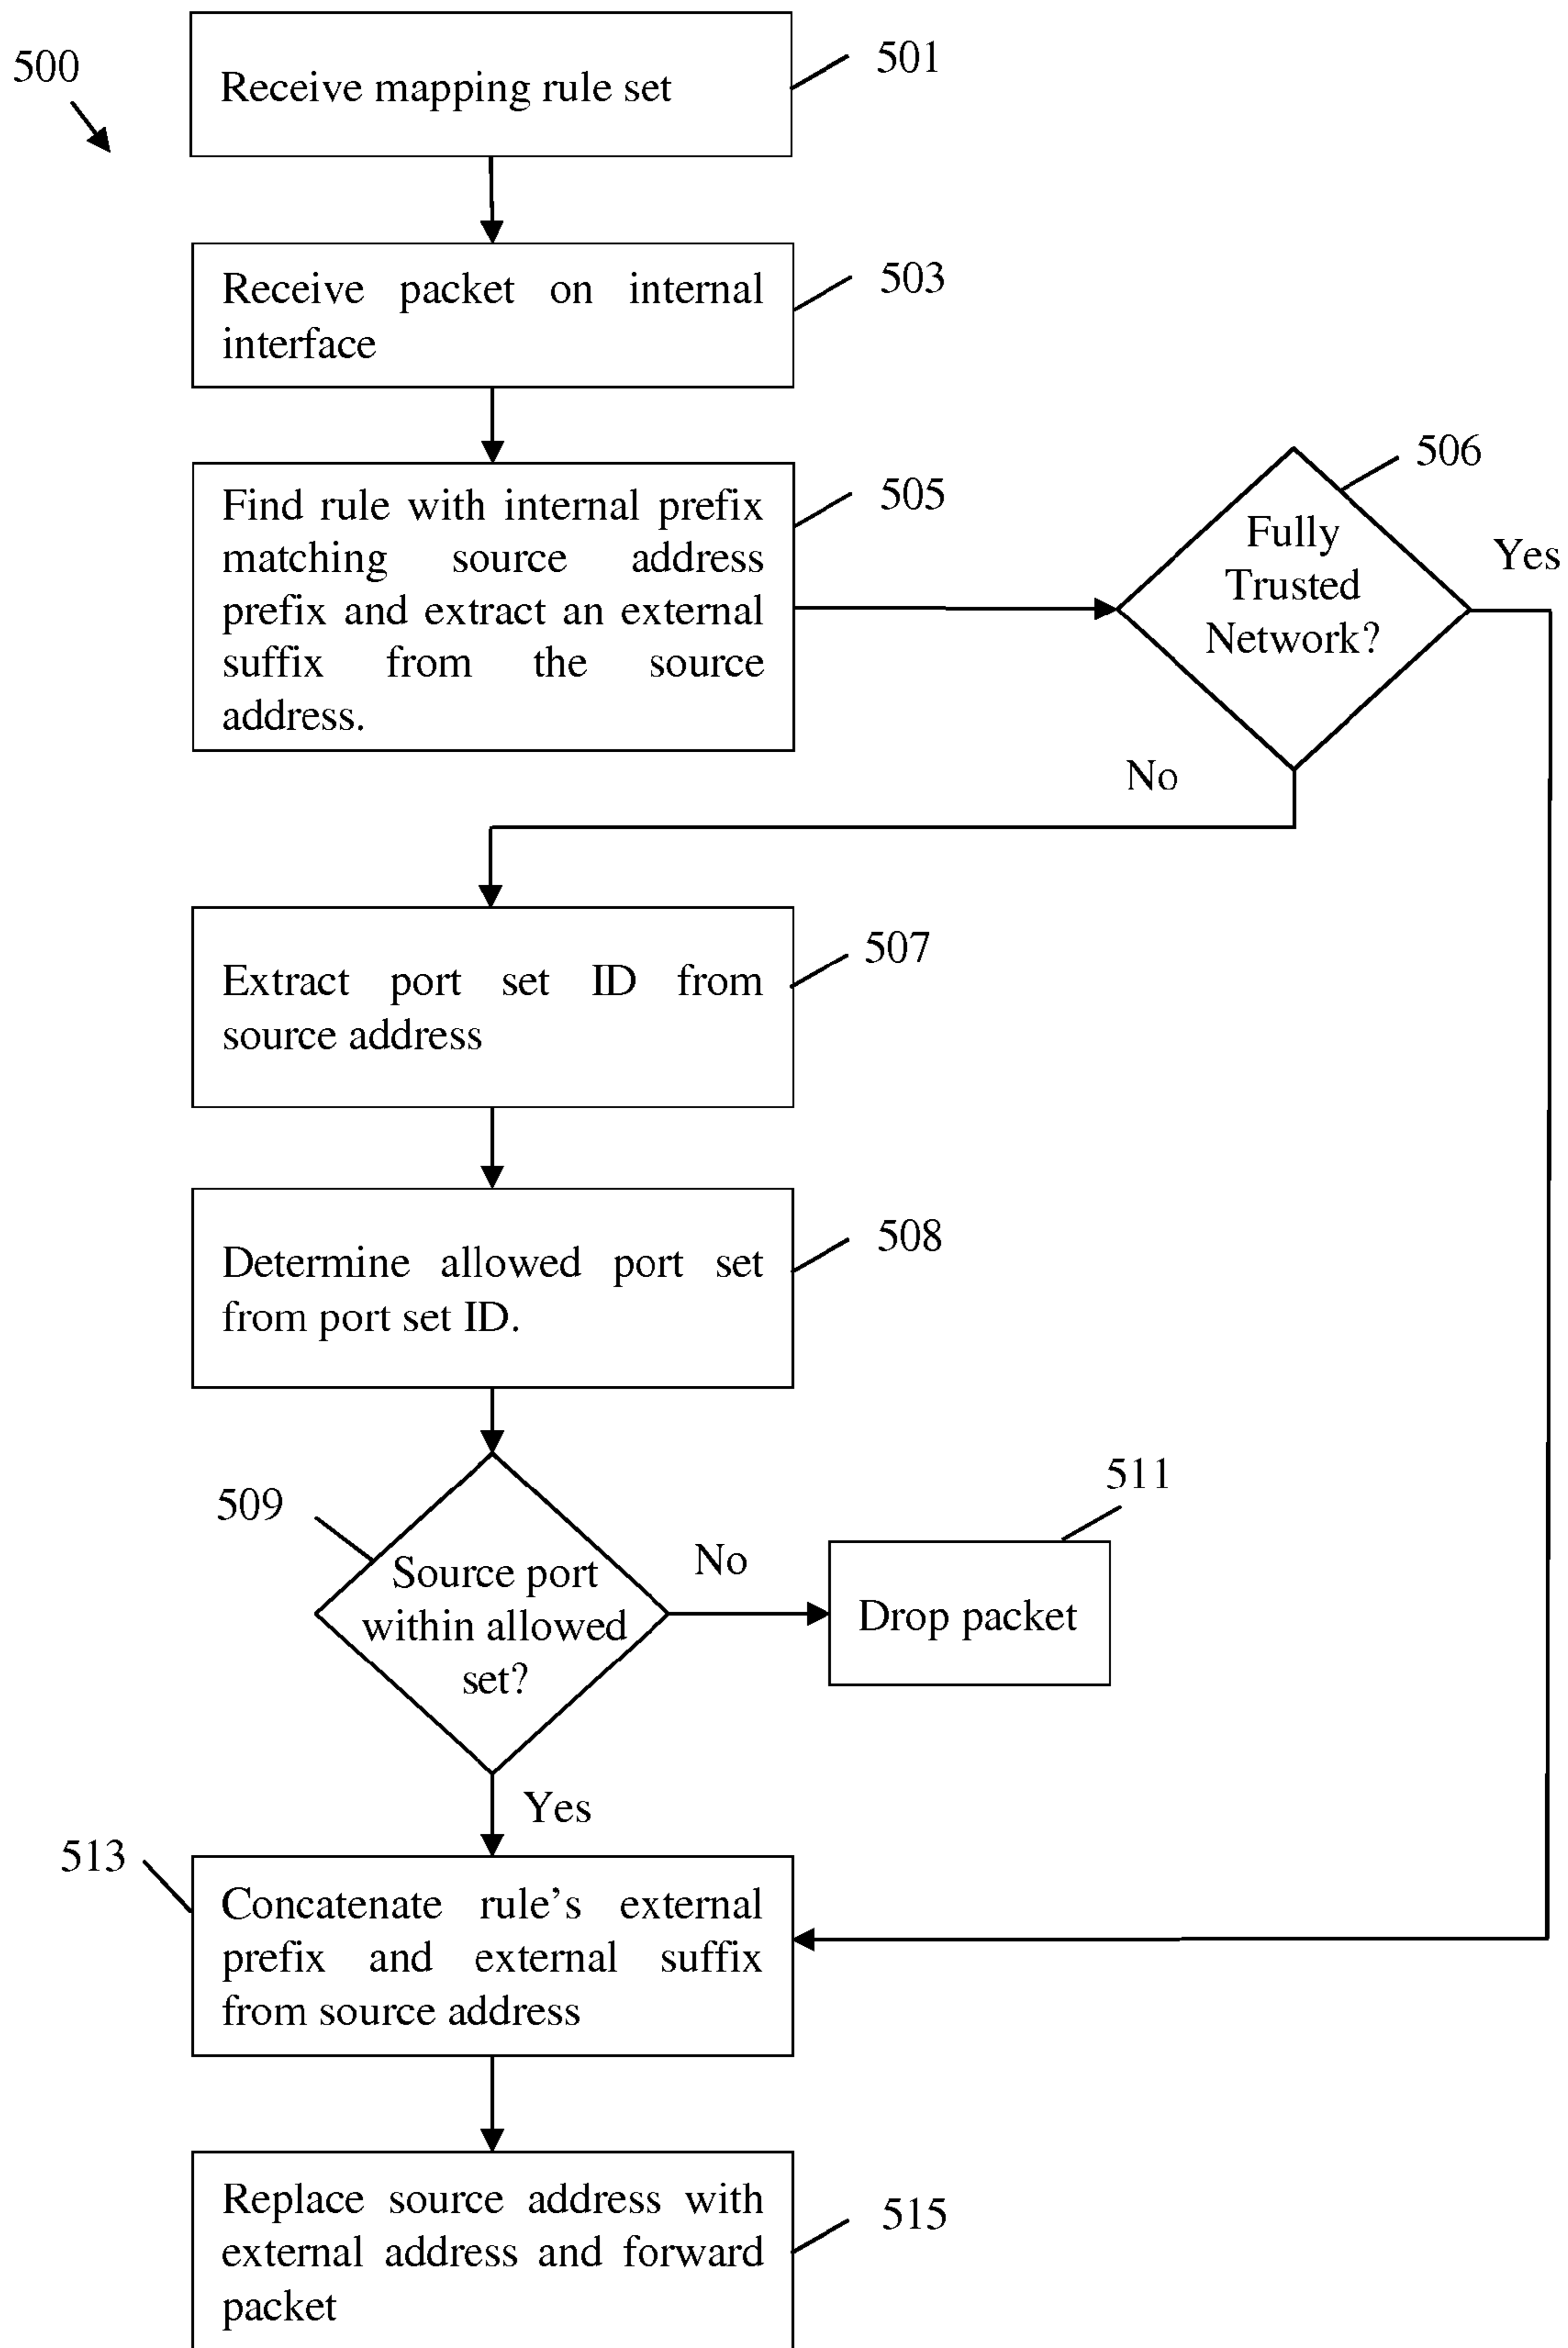 500
Receive mapping rule set
501
Receive packet on internal
interface
503
Find rule with internal prefix
matching source address
prefix and extract an external
suffix from the source
address.
505
506
Fully
Trusted
Network?
Yes
No
Extract port set ID from
source address
507
Determine allowed port set
from port set ID.
508
509
Source port
within allowed
set?
No
511
Drop packet
Yes
513
Concatenate rule's external
prefix and external suffix
from source address
Replace source address with
external address and forward
packet
515